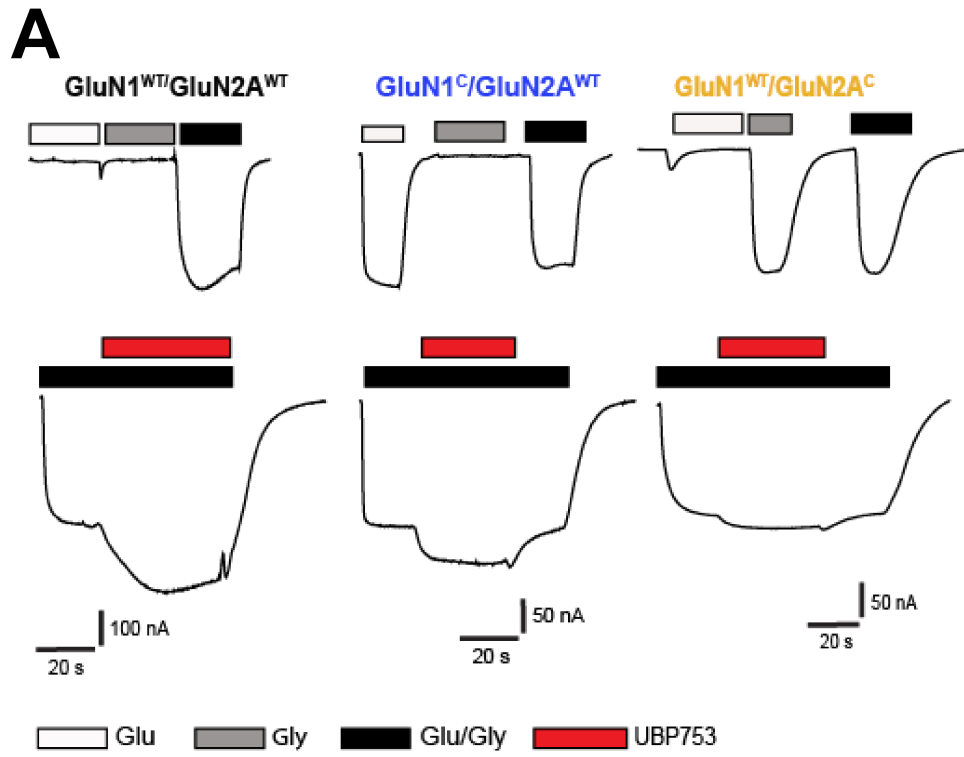 A
GluN1WT/GluN2AWT
GluN1C/GluN2AWT
GluN1WT/GluN2AC
100 nA
20 s
50 nA
20 s
50 nA
20 s
Glu
Gly
Glu/Gly
UBP753